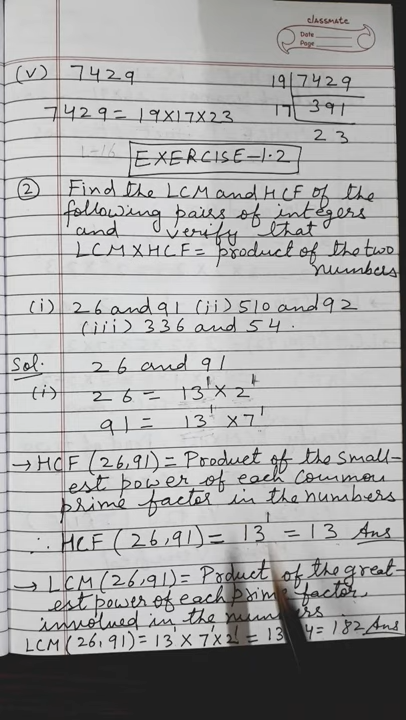 classmate
Date
Page
(v) 7429 19 7429
7429 = 19×17×23 17 391
23
EXERCISE-1.2
② Find the LCM and HCF of the
following pairs of integers
and verify that
LCM×HCF = product of the two
numbers
(i) 26 and 91 (ii) 510 and 92
(iii) 336 and 54.
Sol. 26 and 91
(i) 26 = 13¹ × 2¹
91 = 13¹ × 7¹
→ HCF (26,91) = Product of the small-
est power of each common
prime factor in the numbers
∴ HCF (26,91) = 13¹ = 13 Ans
→ LCM (26,91) = Product of the great-
est power of each prime factor,
involved in the numbers
LCM (26,91) = 13¹ × 7¹ × 2¹ = 13 4 = 182 Ans